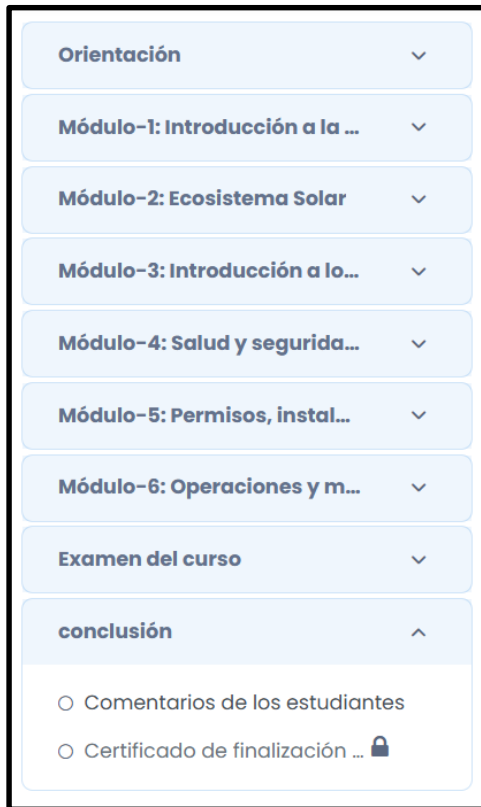 Orientación
Módulo-1: Introducción a la ...
Módulo-2: Ecosistema Solar
Módulo-3: Introducción a lo...
Módulo-4: Salud y segurida...
Módulo-5: Permisos, instal...
Módulo-6: Operaciones y m...
Examen del curso
conclusión
Comentarios de los estudiantes
Certificado de finalización ...